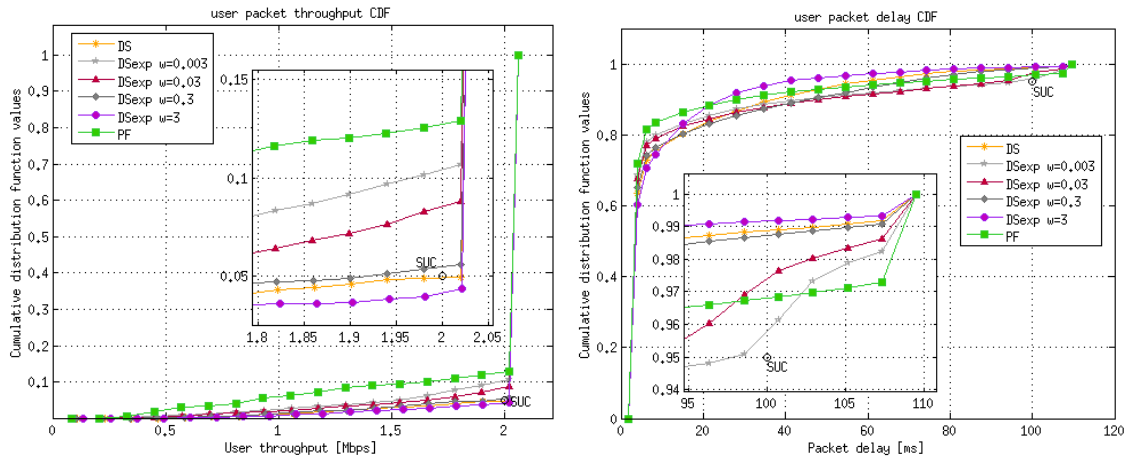 user packet throughput CDF
Cumulative distribution function values
1
0.9
0.8
0.7
0.6
0.5
0.4
0.3
0.2
0.1
DS
DSexp w=0.003
DSexp w=0.03
DSexp w=0.3
DSexp w=3
PF
0.15
0.1
0.05
SUC
1.8
1.85
1.9
1.95
2
2.05
SUC
0
0.5
1
1.5
2
User throughput [Mbps]
user packet delay CDF
Cumulative distribution function values
1
0.8
0.6
0.4
0.2
0
SUC
DS
DSexp w=0.003
DSexp w=0.03
DSexp w=0.3
DSexp w=3
PF
1
0.99
0.98
0.97
0.96
0.95
0.94
SUC
95
100
105
110
0
20
40
60
80
100
120
Packet delay [ms]